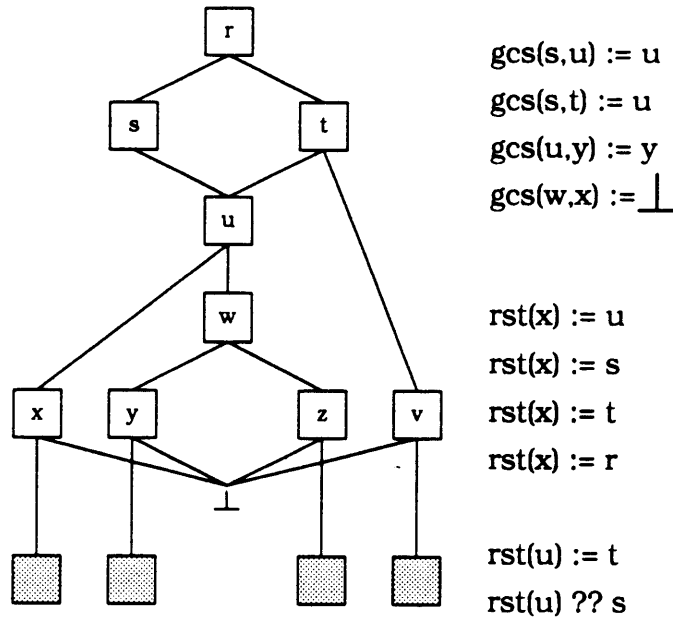 r
s
t
u
w
x
y
z
v
⊥
gcs(s,u) := u
gcs(s,t) := u
gcs(u,y) := y
gcs(w,x) := ⊥
rst(x) := u
rst(x) := s
rst(x) := t
rst(x) := r
rst(u) := t
rst(u) ?? s